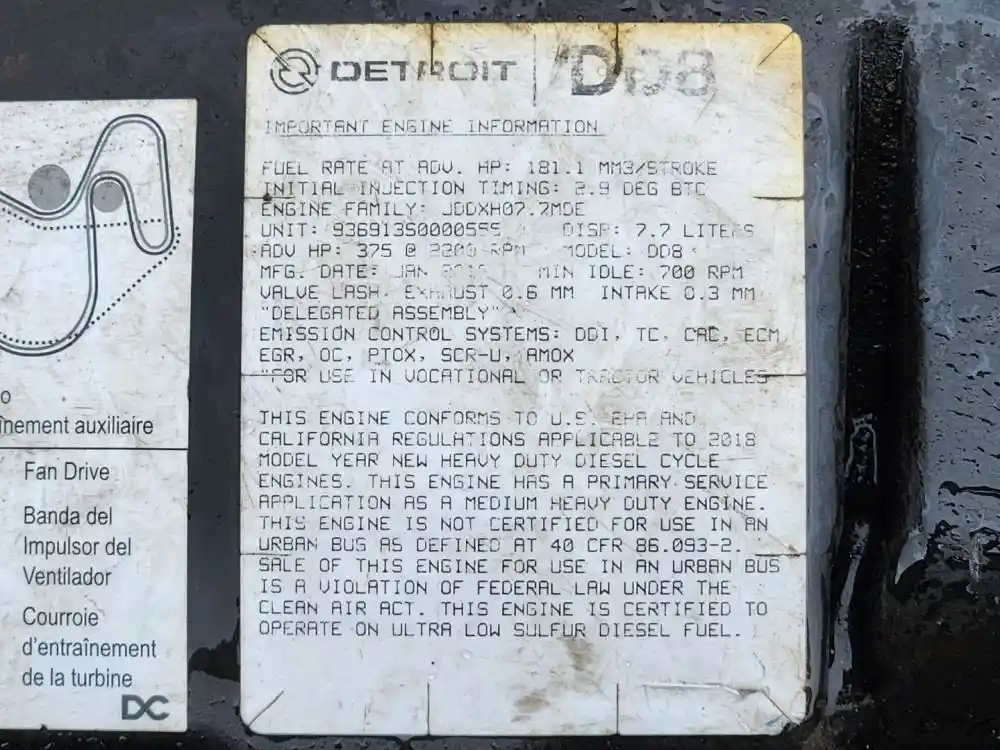 o
înement auxiliaire
Fan Drive
Banda del
Impulsor del
Ventilador
Courroie
d'entraînement
de la turbine
DC
DETROIT DD8
IMPORTANT ENGINE INFORMATION
FUEL RATE AT ADV. HP: 181.1 MM3/STROKE
INITIAL INJECTION TIMING: 2.9 DEG BTC
ENGINE FAMILY: JDDXH07.7MDE
UNIT: 936913S0000555 DISP: 7.7 LITERS
ADV HP: 375 @ 2200 RPM MODEL: DD8
MFG. DATE: JAN MIN IDLE: 700 RPM
VALVE LASH. EXHAUST 0.6 MM INTAKE 0.3 MM
"DELEGATED ASSEMBLY"
EMISSION CONTROL SYSTEMS: DDI, TC, CAC, ECM
EGR, OC, PTOX, SCR-U, AMOX
"FOR USE IN VOCATIONAL OR TRACTOR VEHICLES
THIS ENGINE CONFORMS TO U.S. EPA AND
CALIFORNIA REGULATIONS APPLICABLE TO 2018
MODEL YEAR NEW HEAVY DUTY DIESEL CYCLE
ENGINES. THIS ENGINE HAS A PRIMARY SERVICE
APPLICATION AS A MEDIUM HEAVY DUTY ENGINE.
THIS ENGINE IS NOT CERTIFIED FOR USE IN AN
URBAN BUS AS DEFINED AT 40 CFR 86.093-2.
SALE OF THIS ENGINE FOR USE IN AN URBAN BUS
IS A VIOLATION OF FEDERAL LAW UNDER THE
CLEAN AIR ACT. THIS ENGINE IS CERTIFIED TO
OPERATE ON ULTRA LOW SULFUR DIESEL FUEL.